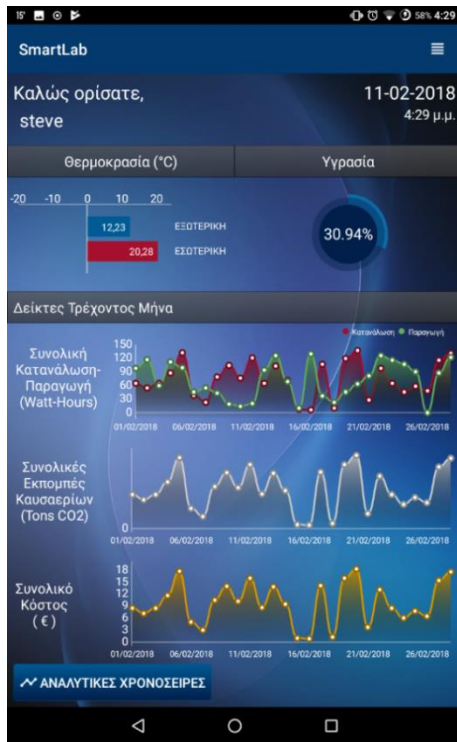 15' 58% 4:29
SmartLab
Καλώς ορίσατε,
steve
11-02-2018
4:29 μ.μ.
Θερμοκρασία (°C)
Υγρασία
-20 -10 0 10 20
12,23 ΕΞΩΤΕΡΙΚΗ
20,28 ΕΣΩΤΕΡΙΚΗ
30.94%
Δείκτες Τρέχοντος Μήνα
Κατανάλωση Παραγωγή
Συνολική
Κατανάλωση-
Παραγωγή
(Watt-Hours)
150
120
90
60
30
0
01/02/2018 06/02/2018 11/02/2018 16/02/2018 21/02/2018 26/02/2018
Συνολικές
Εκπομπές
Καυσαερίων
(Tons CO2)
0
01/02/2018 06/02/2018 11/02/2018 16/02/2018 21/02/2018 26/02/2018
Συνολικό
Κόστος
(€)
18
15
12
9
6
3
0
01/02/2018 06/02/2018 11/02/2018 16/02/2018 21/02/2018 26/02/2018
ΑΝΑΛΥΤΙΚΕΣ ΧΡΟΝΟΣΕΙΡΕΣ